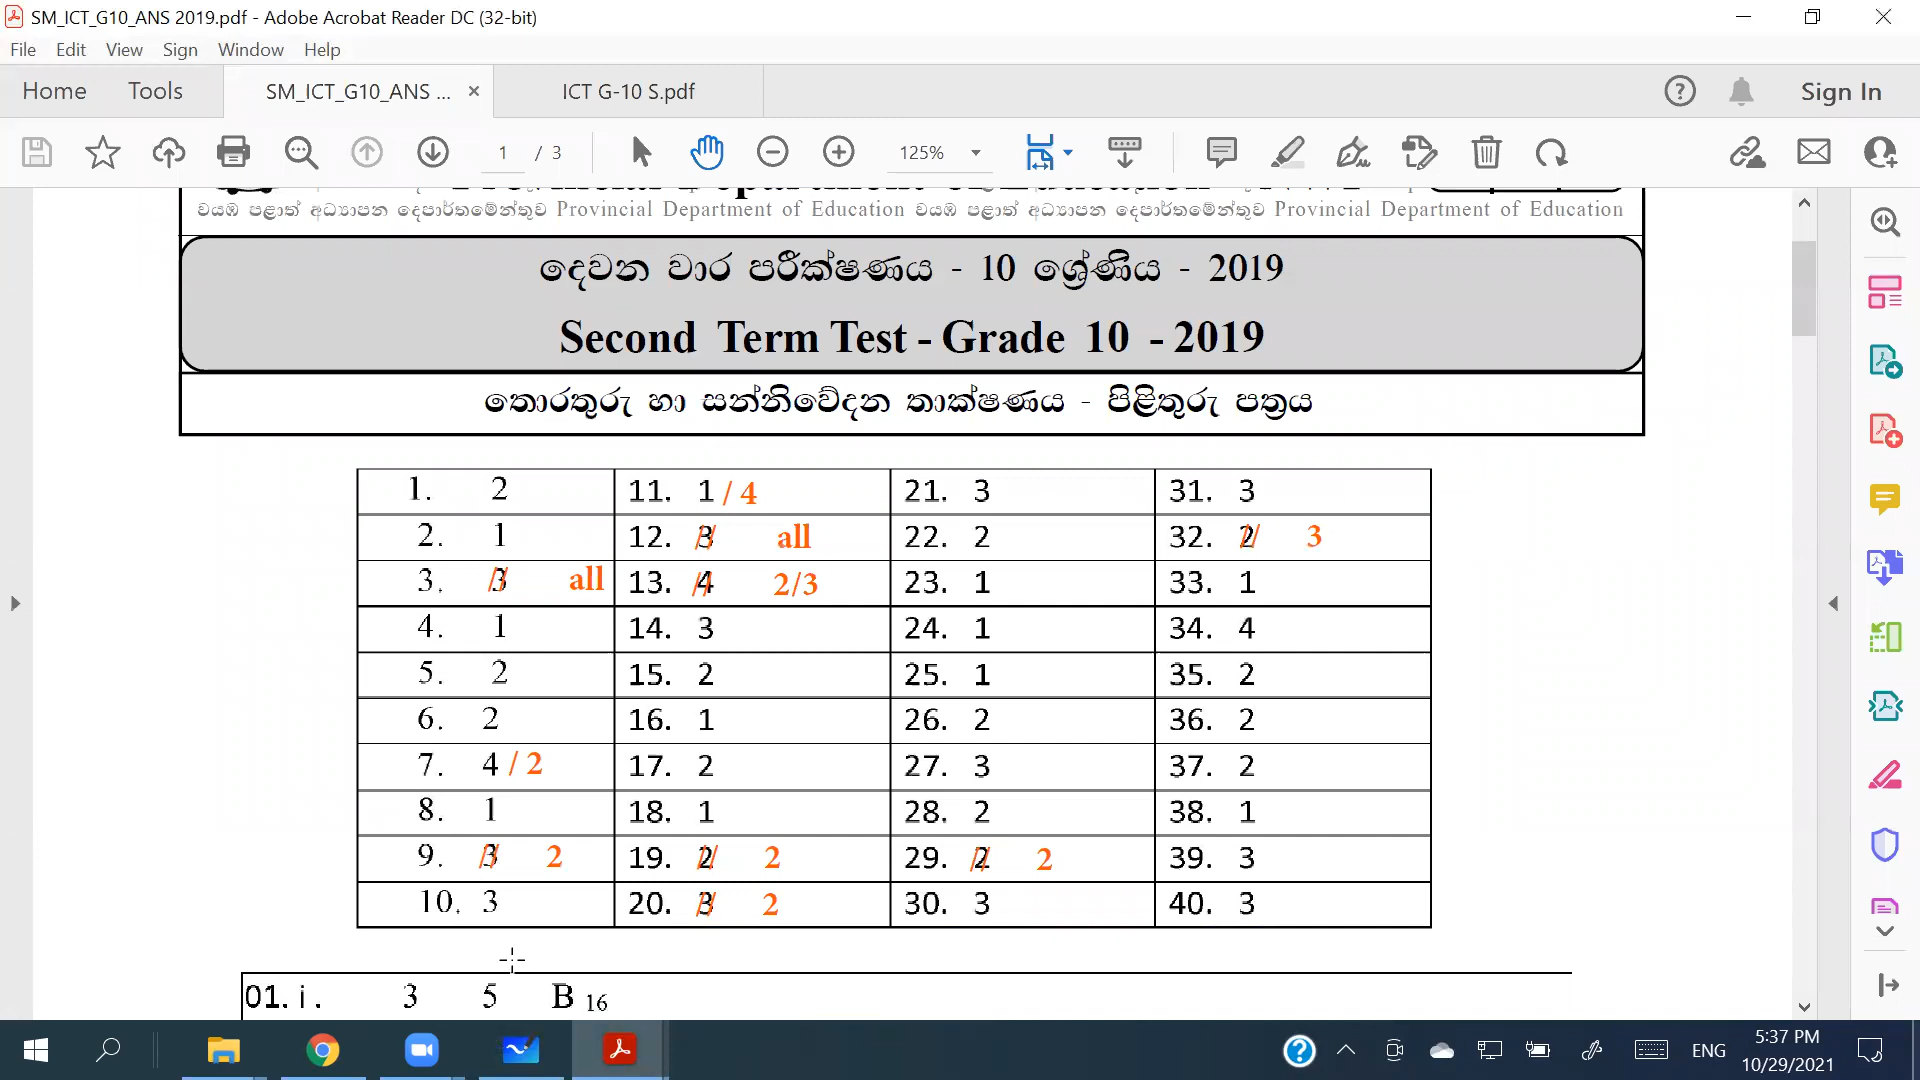 SM_ICT_G10_ANS 2019.pdf - Adobe Acrobat Reader DC (32-bit)
File Edit View Sign Window Help
Home Tools SM_ICT_G10_ANS ... × ICT G-10 S.pdf ? Sign In
1 / 3 125%
වයඹ පළාත් අධ්‍යාපන දෙපාර්තමේන්තුව Provincial Department of Education වයඹ පළාත් අධ්‍යාපන දෙපාර්තමේන්තුව Provincial Department of Education
දෙවන වාර පරීක්ෂණය - 10 ශ්‍රේණිය - 2019
Second Term Test - Grade 10 - 2019
තොරතුරු හා සන්නිවේදන තාක්ෂණය - පිළිතුරු පත්‍රය
1. 2 11. 1 / 4 21. 3 31. 3
2. 1 12. 3 // all 22. 2 32. 2 // 3
3. 3 // all 13. 4 // 2/3 23. 1 33. 1
4. 1 14. 3 24. 1 34. 4
5. 2 15. 2 25. 1 35. 2
6. 2 16. 1 26. 2 36. 2
7. 4 / 2 17. 2 27. 3 37. 2
8. 1 18. 1 28. 2 38. 1
9. 3 // 2 19. 2 // 2 29. 2 // 2 39. 3
10. 3 20. 3 // 2 30. 3 40. 3
01. i . 3 5 B 16
ENG 5:37 PM
10/29/2021